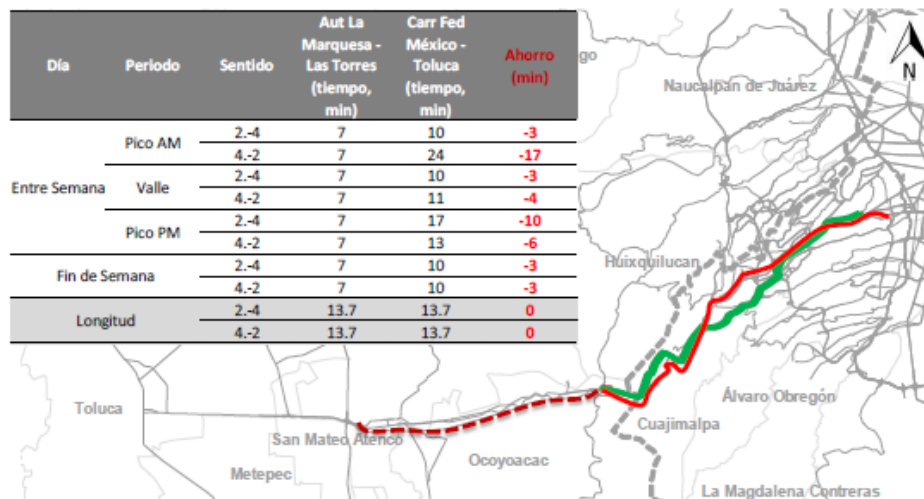 Día Periodo Sentido Aut La Marquesa - Las Torres (tiempo, min) Carr Fed México - Toluca (tiempo, min) Ahorro (min)
Entre Semana Pico AM 2.-4 7 10 -3
4.-2 7 24 -17
Valle 2.-4 7 10 -3
4.-2 7 11 -4
Pico PM 2.-4 7 17 -10
4.-2 7 13 -6
Fin de Semana 2.-4 7 10 -3
4.-2 7 10 -3
Longitud 2.-4 13.7 13.7 0
4.-2 13.7 13.7 0
go
N
Naucalpan de Juárez
Huixquilucan
Álvaro Obregón
Toluca
Cuajimalpa
San Mateo Atenco
Ocoyoacac
Metepec
La Magdalena Contreras